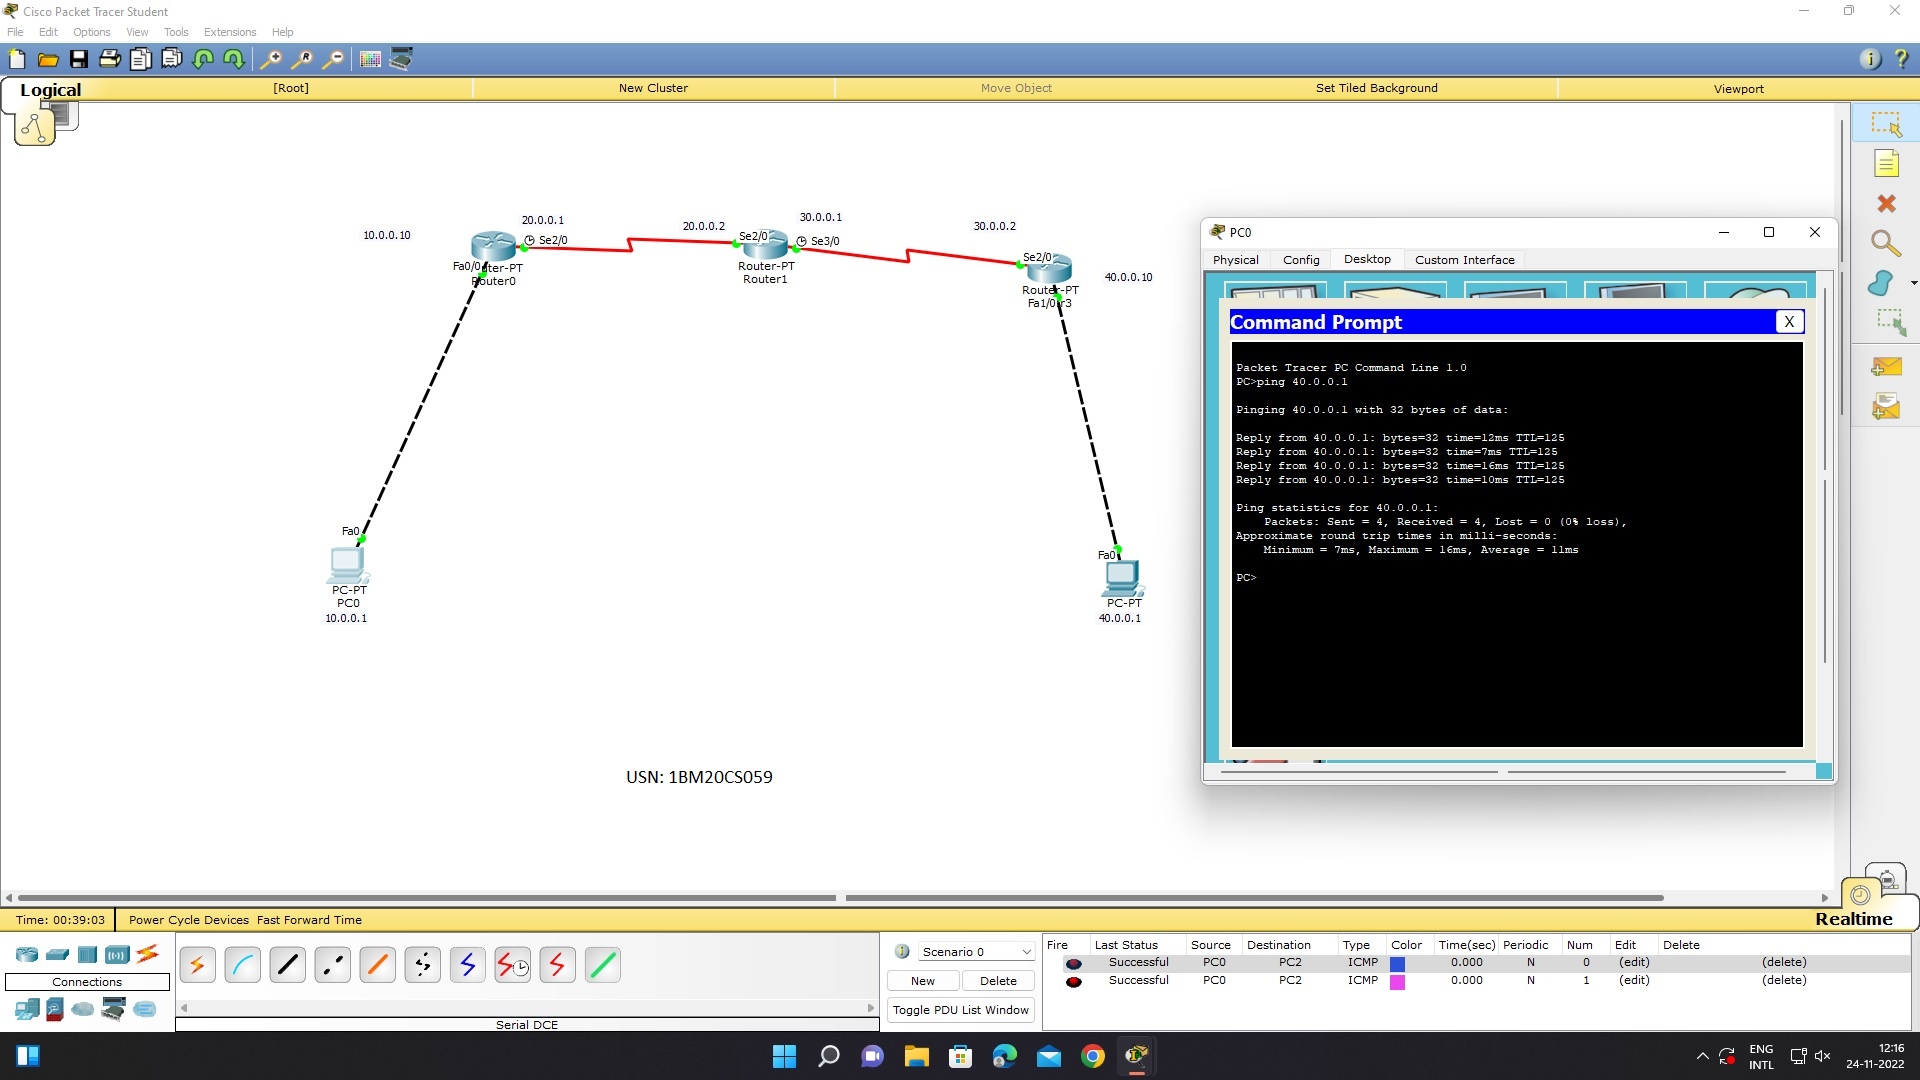 Cisco Packet Tracer Student
File Edit Options View Tools Extensions Help
Logical [Root] New Cluster Move Object Set Tiled Background Viewport
10.0.0.10
20.0.0.1
20.0.0.2
30.0.0.1
30.0.0.2
40.0.0.10
Se2/0
Se2/0
Se3/0
Se2/0
Fa0/0
Router0
Router-PT
Router1
Router-PT
Fa1/0
Fa0
PC-PT
PC0
10.0.0.1
Fa0
PC-PT
40.0.0.1
USN: 1BM20CS059
PC0
Physical Config Desktop Custom Interface
Command Prompt X
Packet Tracer PC Command Line 1.0
PC>ping 40.0.0.1
Pinging 40.0.0.1 with 32 bytes of data:
Reply from 40.0.0.1: bytes=32 time=12ms TTL=125
Reply from 40.0.0.1: bytes=32 time=7ms TTL=125
Reply from 40.0.0.1: bytes=32 time=16ms TTL=125
Reply from 40.0.0.1: bytes=32 time=10ms TTL=125
Ping statistics for 40.0.0.1:
Packets: Sent = 4, Received = 4, Lost = 0 (0% loss),
Approximate round trip times in milli-seconds:
Minimum = 7ms, Maximum = 16ms, Average = 11ms
PC>
Time: 00:39:03 Power Cycle Devices Fast Forward Time
Realtime
Connections
Serial DCE
Scenario 0
New Delete
Toggle PDU List Window
Fire Last Status Source Destination Type Color Time(sec) Periodic Num Edit Delete
Successful PC0 PC2 ICMP 0.000 N 0 (edit) (delete)
Successful PC0 PC2 ICMP 0.000 N 1 (edit) (delete)
ENG
INTL
12:16
24-11-2022